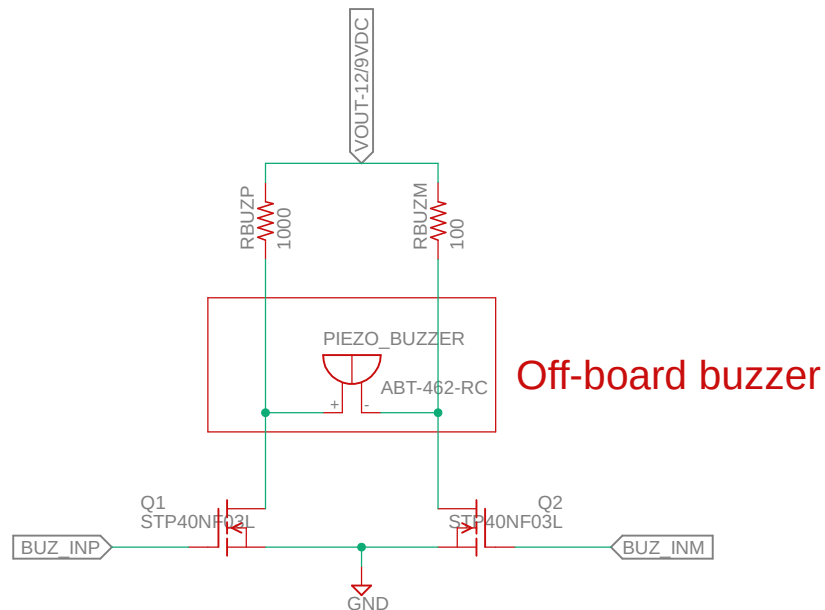 VOUT-12/9VDC
RBUZP
1000
RBUZM
100
PIEZO_BUZZER
ABT-462-RC
+
-
Off-board buzzer
Q1
STP40NF03L
Q2
STP40NF03L
BUZ_INP
BUZ_INM
GND